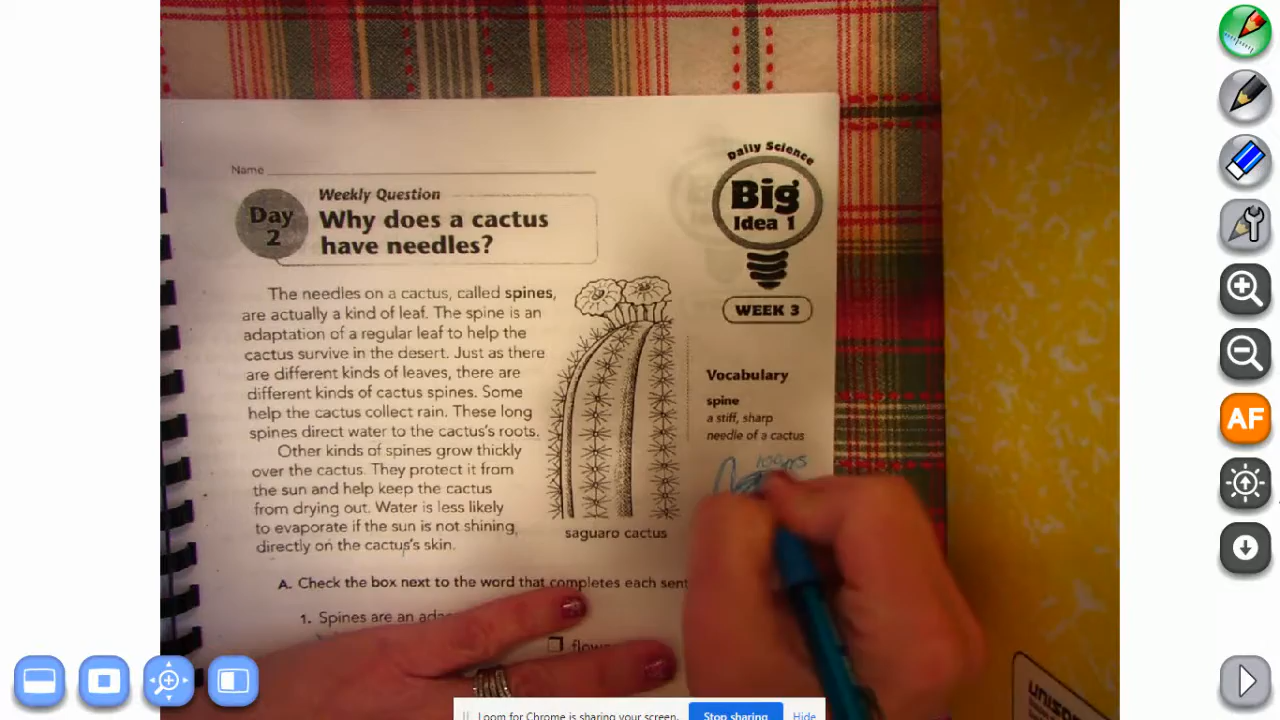 Daily Science
Big
Idea 1
WEEK 3
Name
Weekly Question
Day
2
Why does a cactus
have needles?
The needles on a cactus, called spines,
are actually a kind of leaf. The spine is an
adaptation of a regular leaf to help the
cactus survive in the desert. Just as there
are different kinds of leaves, there are
different kinds of cactus spines. Some
help the cactus collect rain. These long
spines direct water to the cactus's roots.
Other kinds of spines grow thickly
over the cactus. They protect it from
the sun and help keep the cactus
from drying out. Water is less likely
to evaporate if the sun is not shining
directly on the cactus's skin.
saguaro cactus
Vocabulary
spine
a stiff, sharp
needle of a cactus
A. Check the box next to the word that completes each sent
1. Spines are an ada
flowe
AF
Loom for Chrome is sharing your screen.
Stop sharing
Hide